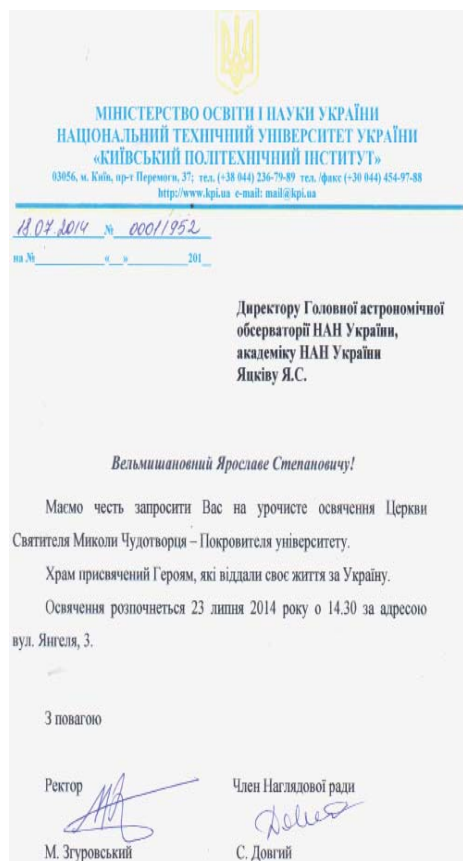 МІНІСТЕРСТВО ОСВІТИ І НАУКИ УКРАЇНИ
НАЦІОНАЛЬНИЙ ТЕХНІЧНИЙ УНІВЕРСИТЕТ УКРАЇНИ
«КИЇВСЬКИЙ ПОЛІТЕХНІЧНИЙ ІНСТИТУТ»
03056, м. Київ, пр-т Перемоги, 37; тел. (+38 044) 236-79-89 тел. /факс (+30 044) 454-97-88
http://www.kpi.ua e-mail: mail@kpi.ua
18.07.2014 № 00011952
на №____________ «___»____________201__
Директору Головної астрономічної
обсерваторії НАН України,
академіку НАН України
Яцківу Я.С.
Вельмишановний Ярославе Степановичу!
Маємо честь запросити Вас на урочисте освячення Церкви
Святителя Миколи Чудотворця – Покровителя університету.
Храм присвячений Героям, які віддали своє життя за Україну.
Освячення розпочнеться 23 липня 2014 року о 14.30 за адресою
вул. Янгеля, 3.
З повагою
Ректор Член Наглядової ради
М. Згуровський С. Довгий